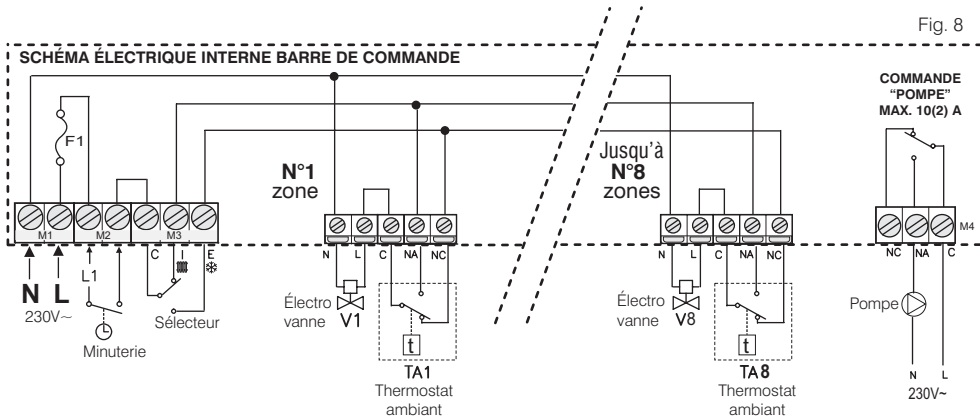 Fig. 8
SCHÉMA ÉLECTRIQUE INTERNE BARRE DE COMMANDE
COMMANDE
“POMPE”
MAX. 10(2) A
F1
N°1
zone
Jusqu'à
N°8
zones
M1 M2 M3
M4
N L
230V~
L1
C
E
Minuterie
Sélecteur
N L C NA NC
Électro
vanne
V1
t
TA1
Thermostat
ambiant
N L C NA NC
Électro
vanne
V8
t
TA8
Thermostat
ambiant
NC NA C
Pompe
N L
230V~